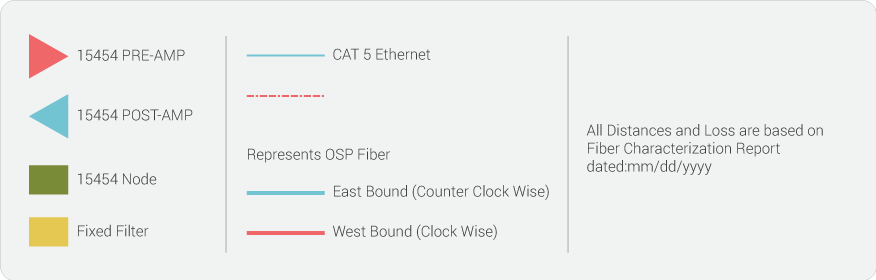 15454 PRE-AMP
15454 POST-AMP
15454 Node
Fixed Filter
CAT 5 Ethernet
Represents OSP Fiber
East Bound (Counter Clock Wise)
West Bound (Clock Wise)
All Distances and Loss are based on
Fiber Characterization Report
dated:mm/dd/yyyy